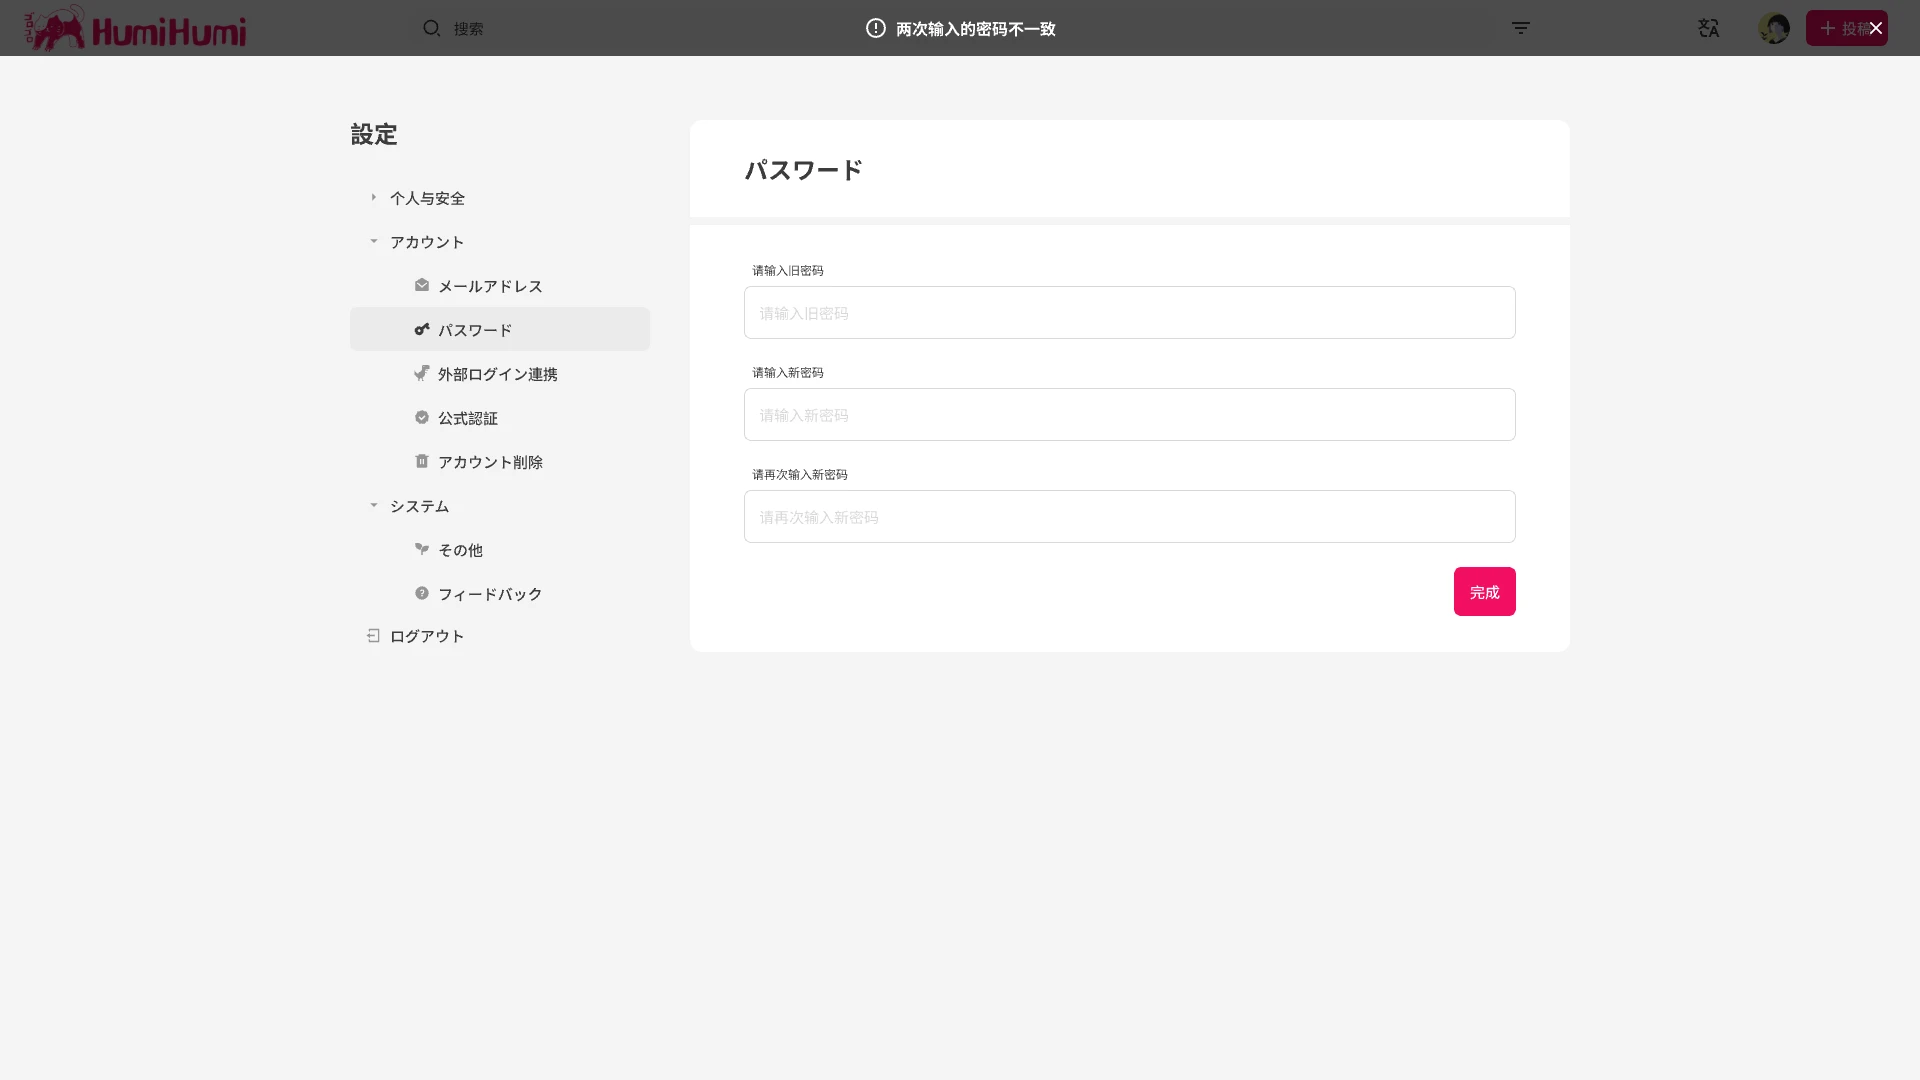 HumiHumi
搜索
两次输入的密码不一致
投稿
設定
个人与安全
アカウント
メールアドレス
パスワード
外部ログイン連携
公式認証
アカウント削除
システム
その他
フィードバック
ログアウト
パスワード
请输入旧密码
请输入旧密码
请输入新密码
请输入新密码
请再次输入新密码
请再次输入新密码
完成